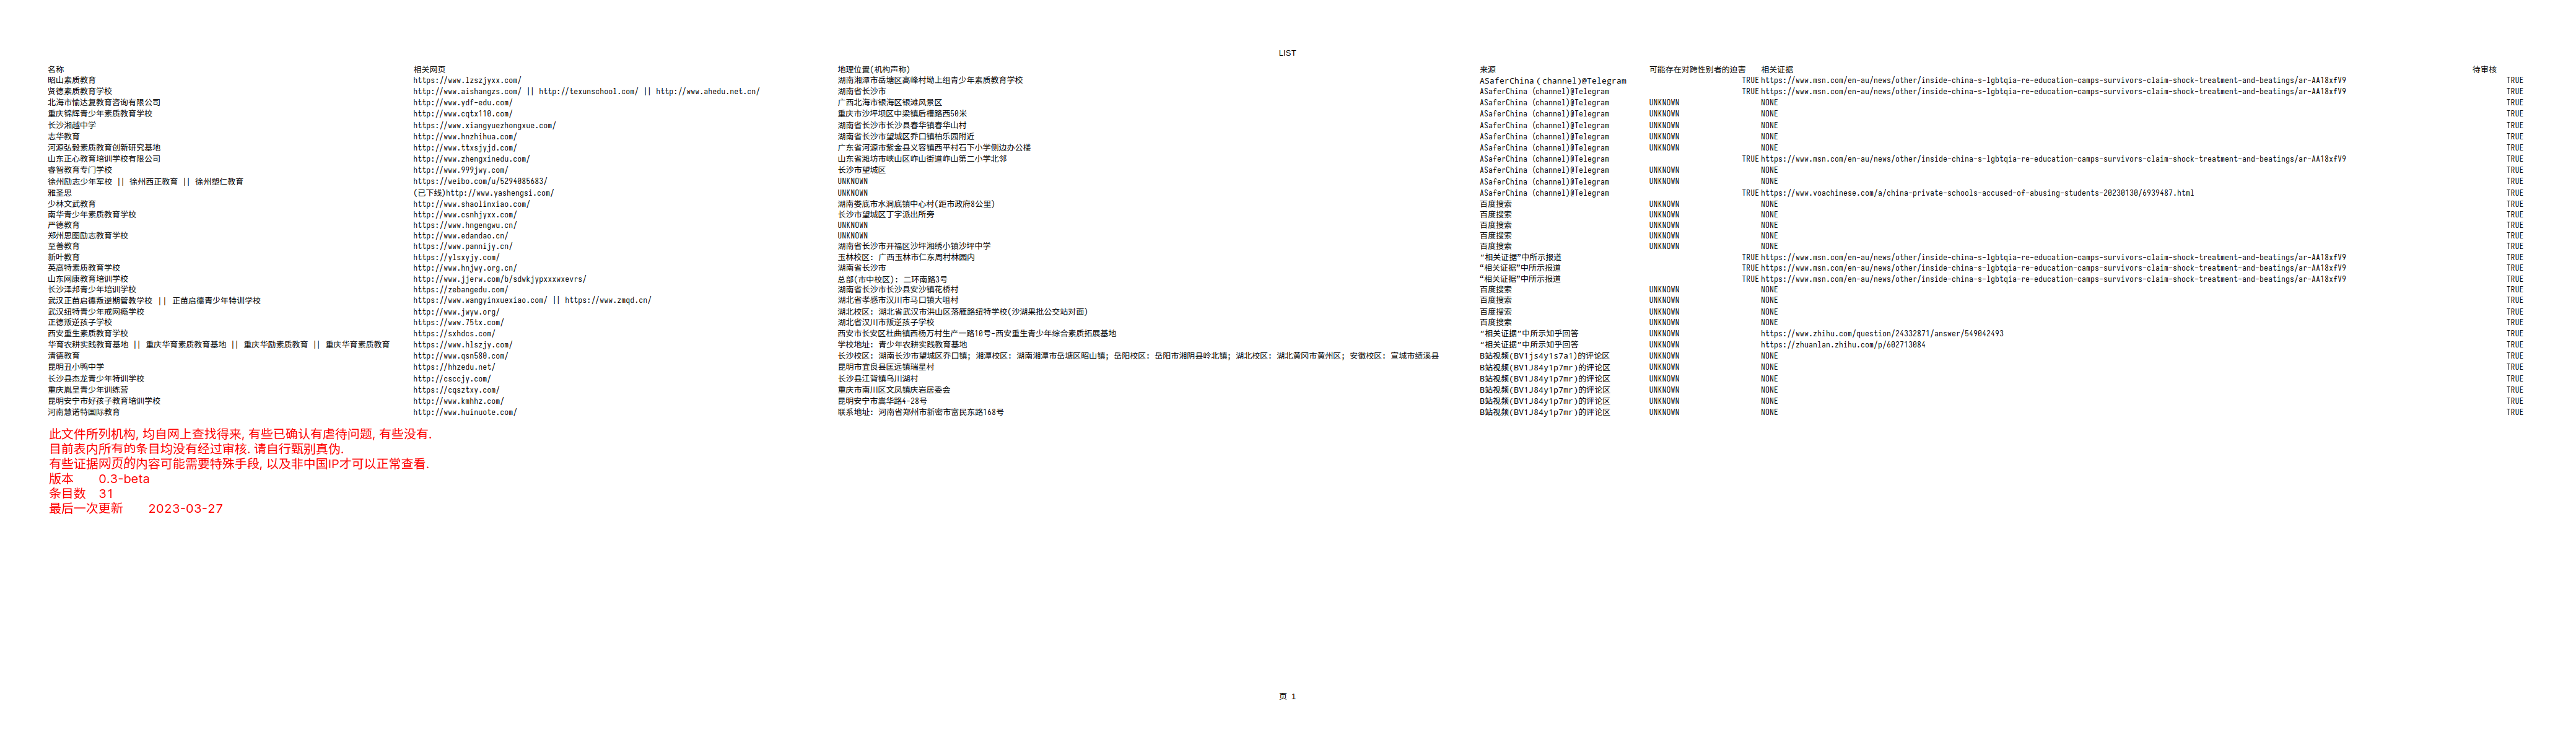 LIST
名称 相关网页 地理位置(机构声称) 来源 可能存在对跨性别者的迫害 相关证据 待审核
昭山素质教育 https://www.lzszjyxx.com/ 湖南湘潭市岳塘区高峰村坳上组青少年素质教育学校 ASaferChina(channel)@Telegram TRUE https://www.msn.com/en-au/news/other/inside-china-s-lgbtqia-re-education-camps-survivors-claim-shock-treatment-and-beatings/ar-AA18xfV9 TRUE
贤德素质教育学校 http://www.aishangzs.com/ || http://texunschool.com/ || http://www.ahedu.net.cn/ 湖南省长沙市 ASaferChina (channel)@Telegram TRUE https://www.msn.com/en-au/news/other/inside-china-s-lgbtqia-re-education-camps-survivors-claim-shock-treatment-and-beatings/ar-AA18xfV9 TRUE
北海市愉达复教育咨询有限公司 http://www.ydf-edu.com/ 广西北海市银海区银滩风景区 ASaferChina (channel)@Telegram UNKNOWN NONE TRUE
重庆锦辉青少年素质教育学校 http://www.cqtx110.com/ 重庆市沙坪坝区中梁镇后槽路西50米 ASaferChina (channel)@Telegram UNKNOWN NONE TRUE
长沙湘越中学 https://www.xiangyuezhongxue.com/ 湖南省长沙市长沙县春华镇春华山村 ASaferChina (channel)@Telegram UNKNOWN NONE TRUE
志华教育 http://www.hnzhihua.com/ 湖南省长沙市望城区乔口镇柏乐园附近 ASaferChina (channel)@Telegram UNKNOWN NONE TRUE
河源弘毅素质教育创新研究基地 http://www.ttxsjyjd.com/ 广东省河源市紫金县义容镇西平村石下小学侧边办公楼 ASaferChina (channel)@Telegram UNKNOWN NONE TRUE
山东正心教育培训学校有限公司 http://www.zhengxinedu.com/ 山东省潍坊市峡山区岞山街道岞山第二小学北邻 ASaferChina (channel)@Telegram TRUE https://www.msn.com/en-au/news/other/inside-china-s-lgbtqia-re-education-camps-survivors-claim-shock-treatment-and-beatings/ar-AA18xfV9 TRUE
睿智教育专门学校 http://www.999jwy.com/ 长沙市望城区 ASaferChina (channel)@Telegram UNKNOWN NONE TRUE
徐州励志少年军校 || 徐州西正教育 || 徐州塑仁教育 https://weibo.com/u/5294085683/ UNKNOWN ASaferChina (channel)@Telegram UNKNOWN NONE TRUE
雅圣思 (已下线)http://www.yashengsi.com/ UNKNOWN ASaferChina (channel)@Telegram TRUE https://www.voachinese.com/a/china-private-schools-accused-of-abusing-students-20230130/6939487.html TRUE
少林文武教育 http://www.shaolinxiao.com/ 湖南娄底市水洞底镇中心村(距市政府8公里) 百度搜索 UNKNOWN NONE TRUE
南华青少年素质教育学校 http://www.csnhjyxx.com/ 长沙市望城区丁字派出所旁 百度搜索 UNKNOWN NONE TRUE
严德教育 https://www.hngengwu.cn/ UNKNOWN 百度搜索 UNKNOWN NONE TRUE
郑州思图励志教育学校 http://www.edandao.cn/ UNKNOWN 百度搜索 UNKNOWN NONE TRUE
至善教育 https://www.pannijy.cn/ 湖南省长沙市开福区沙坪湘绣小镇沙坪中学 百度搜索 UNKNOWN NONE TRUE
新叶教育 https://ylsxyjy.com/ 玉林校区: 广西玉林市仁东周村林园内 “相关证据”中所示报道 TRUE https://www.msn.com/en-au/news/other/inside-china-s-lgbtqia-re-education-camps-survivors-claim-shock-treatment-and-beatings/ar-AA18xfV9 TRUE
英高特素质教育学校 http://www.hnjwy.org.cn/ 湖南省长沙市 “相关证据”中所示报道 TRUE https://www.msn.com/en-au/news/other/inside-china-s-lgbtqia-re-education-camps-survivors-claim-shock-treatment-and-beatings/ar-AA18xfV9 TRUE
山东网康教育培训学校 http://www.jjerw.com/b/sdwkjypxxxwxevrs/ 总部(市中校区): 二环南路3号 “相关证据”中所示报道 TRUE https://www.msn.com/en-au/news/other/inside-china-s-lgbtqia-re-education-camps-survivors-claim-shock-treatment-and-beatings/ar-AA18xfV9 TRUE
长沙泽邦青少年培训学校 https://zebangedu.com/ 湖南省长沙市长沙县安沙镇花桥村 百度搜索 UNKNOWN NONE TRUE
武汉正苗启德叛逆期管教学校 || 正苗启德青少年特训学校 https://www.wangyinxuexiao.com/ || https://www.zmqd.cn/ 湖北省孝感市汉川市马口镇大咀村 百度搜索 UNKNOWN NONE TRUE
武汉纽特青少年戒网瘾学校 http://www.jwyw.org/ 湖北校区: 湖北省武汉市洪山区落雁路纽特学校(沙湖果批公交站对面) 百度搜索 UNKNOWN NONE TRUE
正德叛逆孩子学校 https://www.75tx.com/ 湖北省汉川市叛逆孩子学校 百度搜索 UNKNOWN NONE TRUE
西安重生素质教育学校 https://sxhdcs.com/ 西安市长安区杜曲镇西杨万村生产一路10号-西安重生青少年综合素质拓展基地 “相关证据”中所示知乎回答 UNKNOWN https://www.zhihu.com/question/24332871/answer/549042493 TRUE
华育农耕实践教育基地 || 重庆华育素质教育基地 || 重庆华励素质教育 || 重庆华育素质教育 https://www.hlszjy.com/ 学校地址: 青少年农耕实践教育基地 “相关证据”中所示知乎回答 UNKNOWN https://zhuanlan.zhihu.com/p/602713084 TRUE
清德教育 http://www.qsn580.com/ 长沙校区: 湖南长沙市望城区乔口镇; 湘潭校区: 湖南湘潭市岳塘区昭山镇; 岳阳校区: 岳阳市湘阴县岭北镇; 湖北校区: 湖北黄冈市黄州区; 安徽校区: 宣城市绩溪县 B站视频(BV1js4y1s7a1)的评论区 UNKNOWN NONE TRUE
昆明丑小鸭中学 https://hhzedu.net/ 昆明市宜良县匡远镇瑞星村 B站视频(BV1J84y1p7mr)的评论区 UNKNOWN NONE TRUE
长沙县杰龙青少年特训学校 http://csccjy.com/ 长沙县江背镇乌川湖村 B站视频(BV1J84y1p7mr)的评论区 UNKNOWN NONE TRUE
重庆胤呈青少年训练营 https://cqsztxy.com/ 重庆市南川区文凤镇庆岩居委会 B站视频(BV1J84y1p7mr)的评论区 UNKNOWN NONE TRUE
昆明安宁市好孩子教育培训学校 http://www.kmhhz.com/ 昆明安宁市嵩华路4-28号 B站视频(BV1J84y1p7mr)的评论区 UNKNOWN NONE TRUE
河南慧诺特国际教育 http://www.huinuote.com/ 联系地址: 河南省郑州市新密市富民东路168号 B站视频(BV1J84y1p7mr)的评论区 UNKNOWN NONE TRUE
此文件所列机构, 均自网上查找得来, 有些已确认有虐待问题, 有些没有.
目前表内所有的条目均没有经过审核. 请自行甄别真伪.
有些证据网页的内容可能需要特殊手段, 以及非中国IP才可以正常查看.
版本 0.3-beta
条目数 31
最后一次更新 2023-03-27
页 1